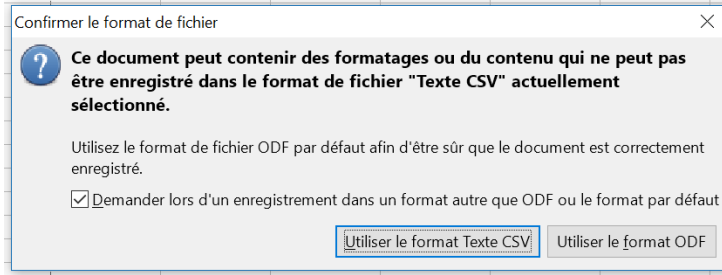 Confirmer le format de fichier
Ce document peut contenir des formatages ou du contenu qui ne peut pas
être enregistré dans le format de fichier "Texte CSV" actuellement
sélectionné.
Utilisez le format de fichier ODF par défaut afin d'être sûr que le document est correctement
enregistré.
Demander lors d'un enregistrement dans un format autre que ODF ou le format par défaut
Utiliser le format Texte CSV Utiliser le format ODF